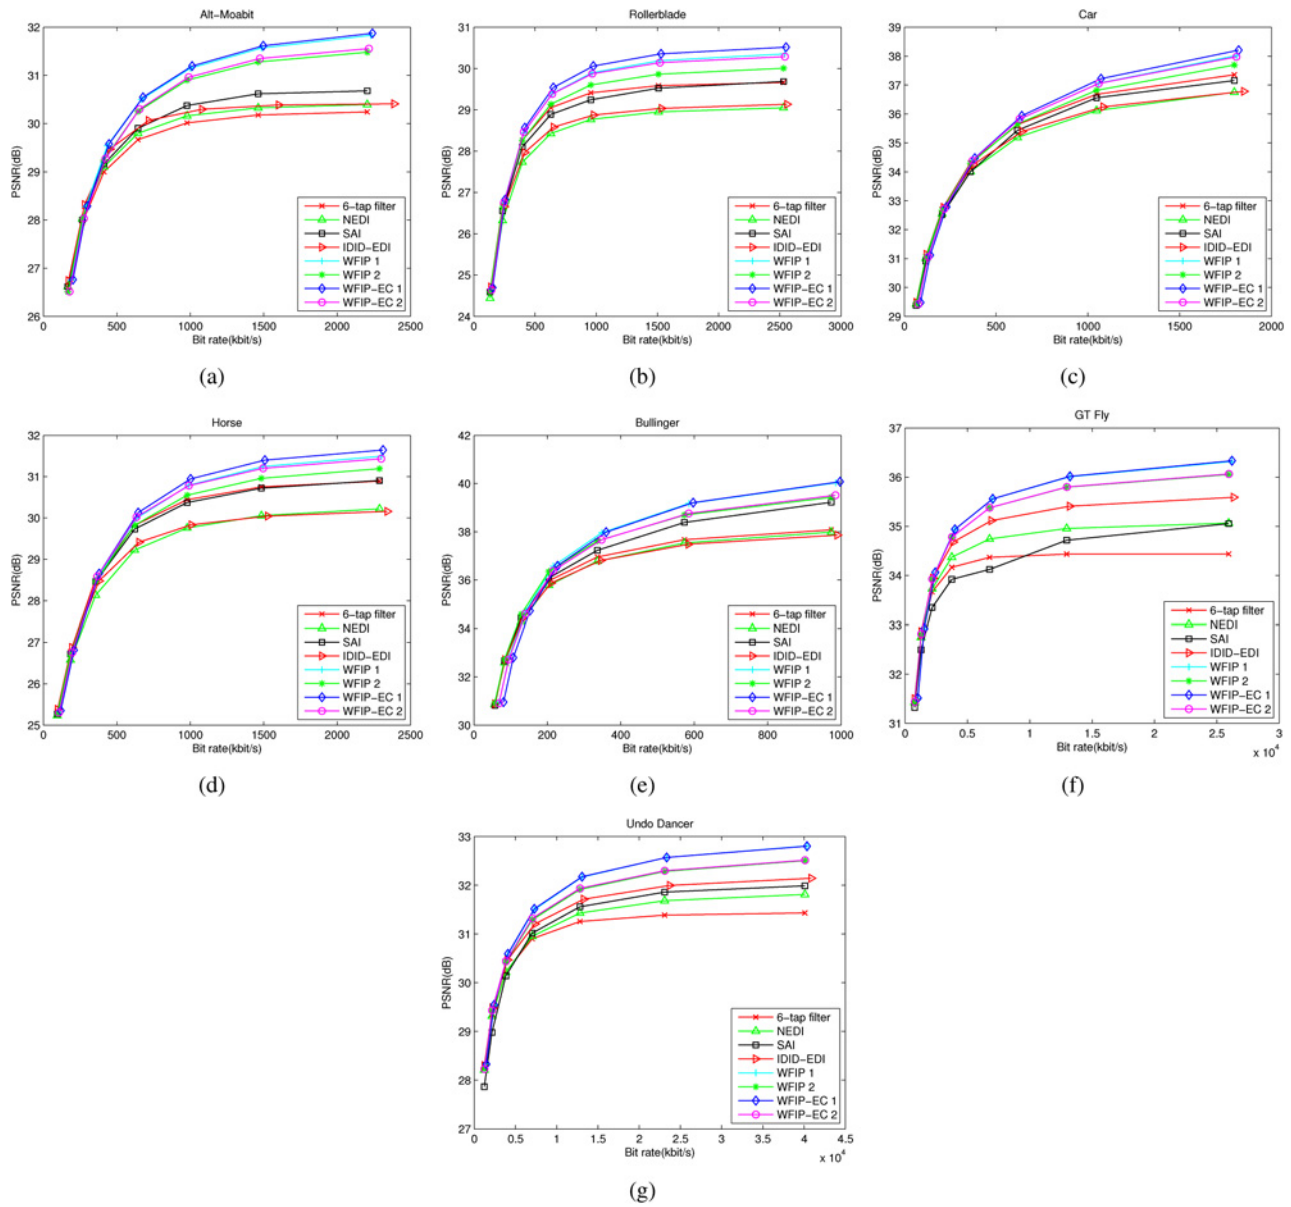 Alt-Moabit
32
31
30
29
28
27
26
PSNR(dB)
0 500 1000 1500 2000 2500
Bit rate(kbit/s)
6-tap filter
NEDI
SAI
IDID-EDI
WFIP 1
WFIP 2
WFIP-EC 1
WFIP-EC 2
(a)
Rollerblade
31
30
29
28
27
26
25
24
PSNR(dB)
0 500 1000 1500 2000 2500 3000
Bit rate(kbit/s)
6-tap filter
NEDI
SAI
IDID-EDI
WFIP 1
WFIP 2
WFIP-EC 1
WFIP-EC 2
(b)
Car
39
38
37
36
35
34
33
32
31
30
29
PSNR(dB)
0 500 1000 1500 2000
Bit rate(kbit/s)
6-tap filter
NEDI
SAI
IDID-EDI
WFIP 1
WFIP 2
WFIP-EC 1
WFIP-EC 2
(c)
Horse
32
31
30
29
28
27
26
25
PSNR(dB)
0 500 1000 1500 2000 2500
Bit rate(kbit/s)
6-tap filter
NEDI
SAI
IDID-EDI
WFIP 1
WFIP 2
WFIP-EC 1
WFIP-EC 2
(d)
Bullinger
42
40
38
36
34
32
30
PSNR(dB)
0 200 400 600 800 1000
Bit rate(kbit/s)
6-tap filter
NEDI
SAI
IDID-EDI
WFIP 1
WFIP 2
WFIP-EC 1
WFIP-EC 2
(e)
GT Fly
37
36
35
34
33
32
31
PSNR(dB)
0 0.5 1 1.5 2 2.5 3
Bit rate(kbit/s)
x 10^4
6-tap filter
NEDI
SAI
IDID-EDI
WFIP 1
WFIP 2
WFIP-EC 1
WFIP-EC 2
(f)
Undo Dancer
33
32
31
30
29
28
27
PSNR(dB)
0 0.5 1 1.5 2 2.5 3 3.5 4 4.5
Bit rate(kbit/s)
x 10^4
6-tap filter
NEDI
SAI
IDID-EDI
WFIP 1
WFIP 2
WFIP-EC 1
WFIP-EC 2
(g)